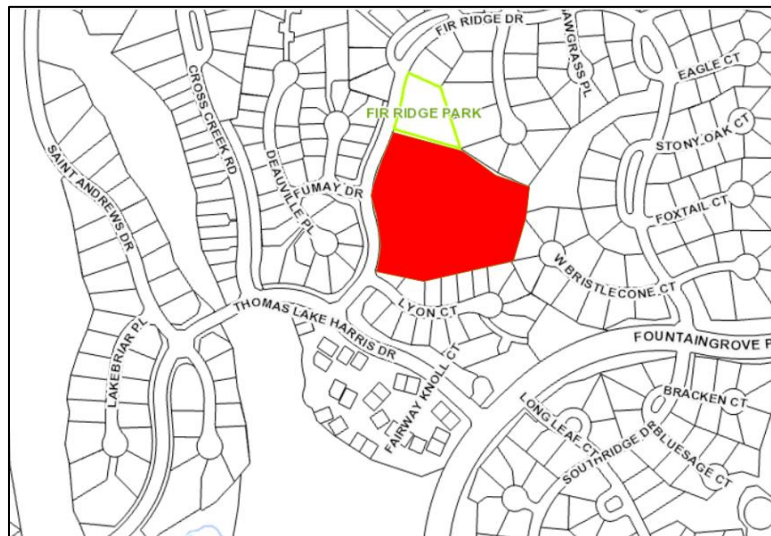 FIR RIDGE DR
AWGRASS PL
EAGLE CT
CROSS CREEK RD
FIR RIDGE PARK
STONY OAK CT
SAINT ANDREWS DR
DEAUVILLE PL
FUMAY DR
FOXTAIL CT
W BRISTLECONE CT
LYON CT
THOMAS LAKE HARRIS DR
FOUNTAINGROVE P
LAKEBRIAR PL
FAIRWAY KNOLL CT
BRACKEN CT
LONG LEAF CT
SOUTHRIDGE DR
BLUESAGE CT